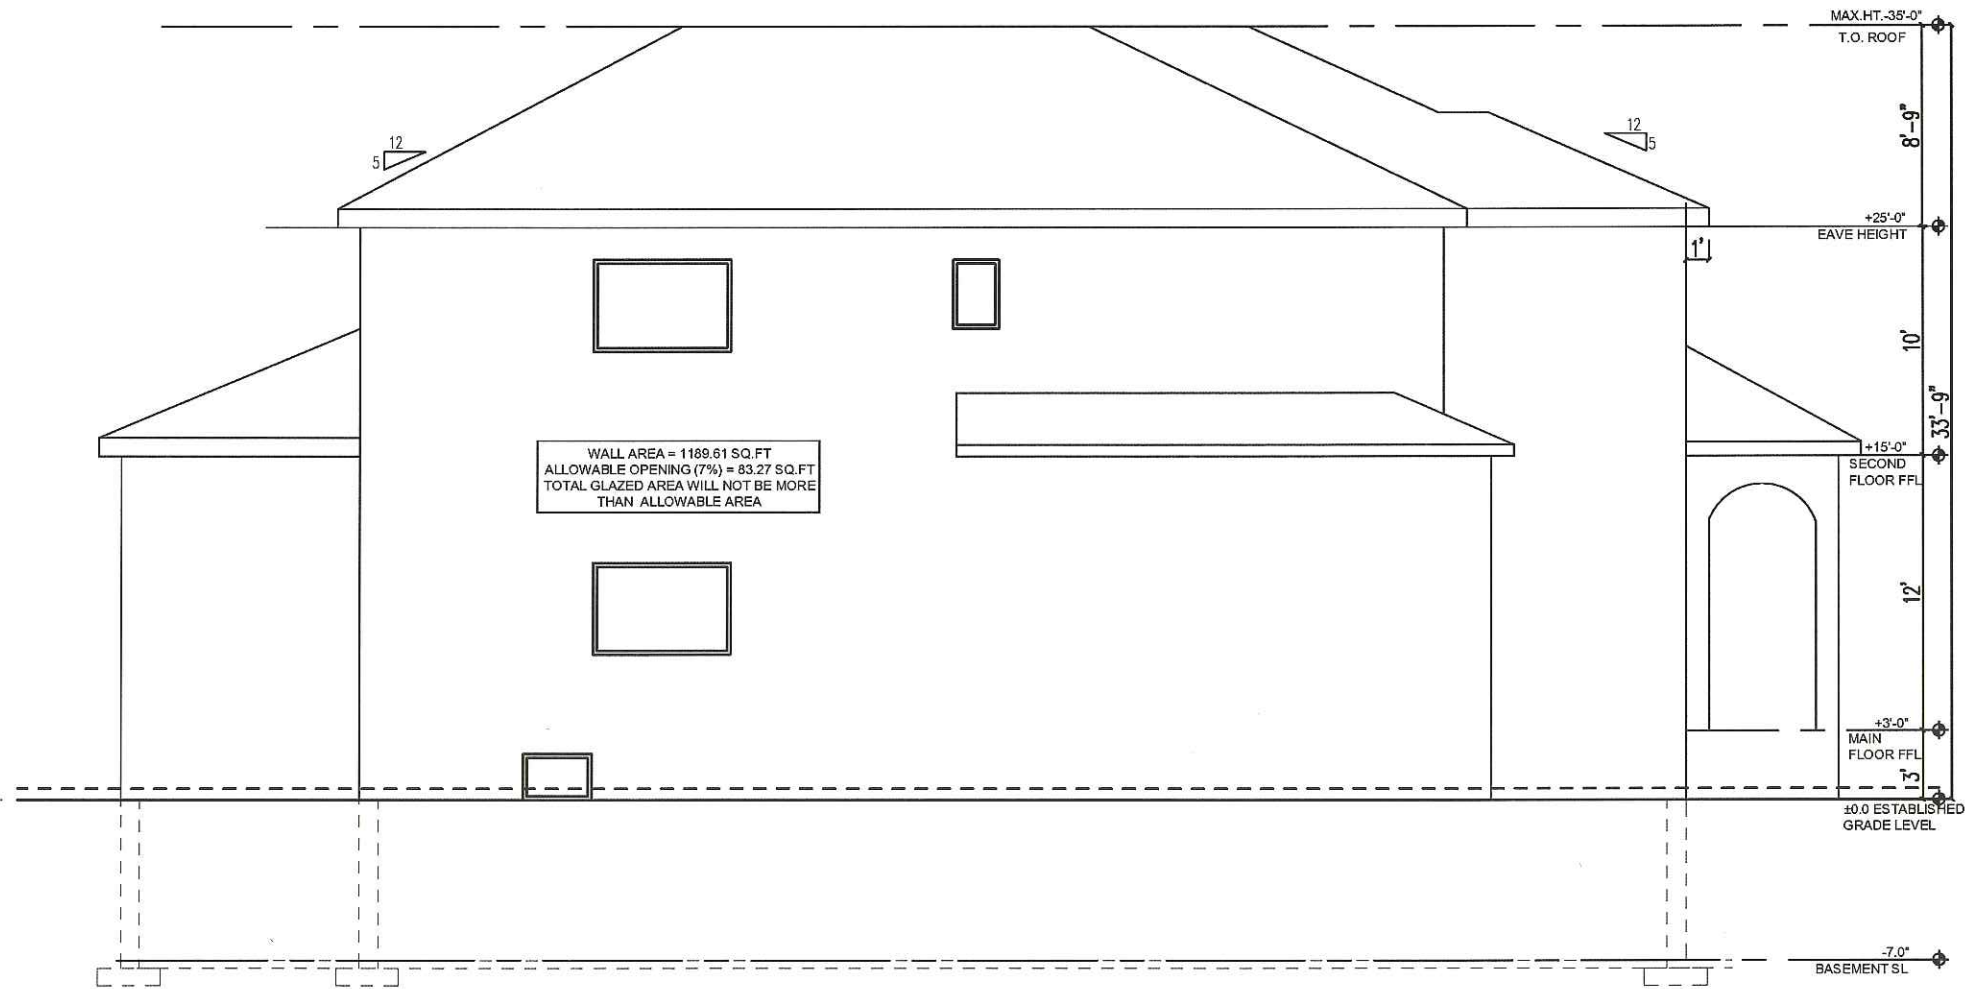 MAX.HT.-35'-0"
T.O. ROOF
8'-9"
12
5
12
5
+25'-0"
EAVE HEIGHT
1'
10'
33'-9"
WALL AREA = 1189.61 SQ.FT
ALLOWABLE OPENING (7%) = 83.27 SQ.FT
TOTAL GLAZED AREA WILL NOT BE MORE
THAN ALLOWABLE AREA
+15'-0"
SECOND
FLOOR FFL
12'
+3'-0"
MAIN
FLOOR FFL
3'
±0.0 ESTABLISHED
GRADE LEVEL
-7.0"
BASEMENT SL